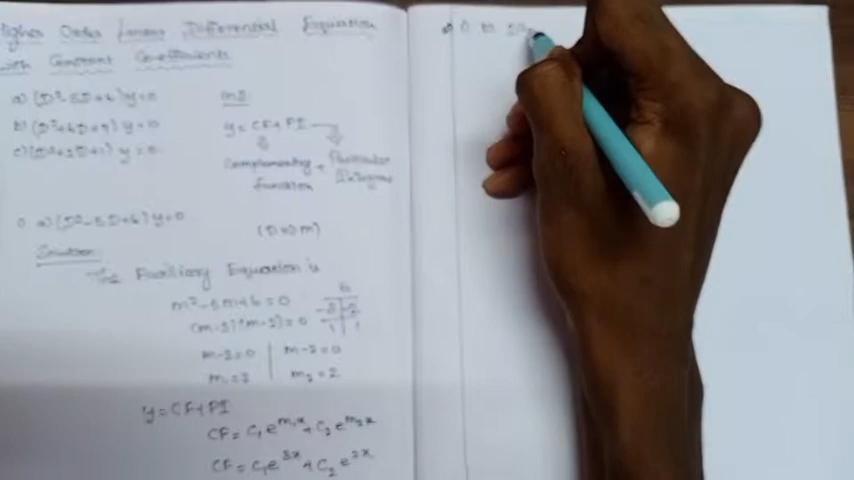 Higher Order Linear Differential Equation
with Constant Coefficients
a) (D²-5D+6)y=0
b) (D²+6D+9)y=0
c) (D²+2D+1)y=0
y=CF+PI
Complementary + Particular
function Integral
a) (D²-5D+6)y=0
(D=m)
Solution
The Auxiliary Equation is
m²-5m+6=0
(m-3)(m-2)=0
m-3=0 | m-2=0
m₁=3 | m₂=2
y=CF+PI
CF=C₁e^m₁x+C₂e^m₂x
CF=C₁e^3x+C₂e^2x